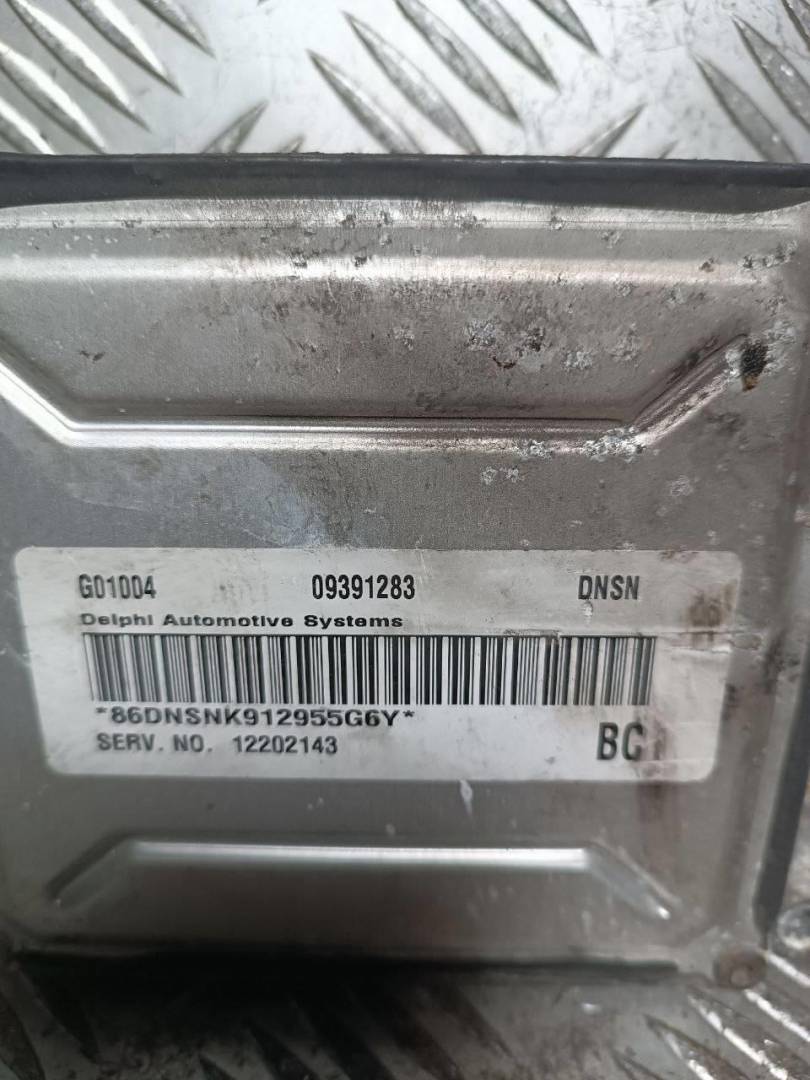 G01004 09391283 DNSN
Delphi Automotive Systems
*86DNSNK912955G6Y*
SERV. NO. 12202143 BC